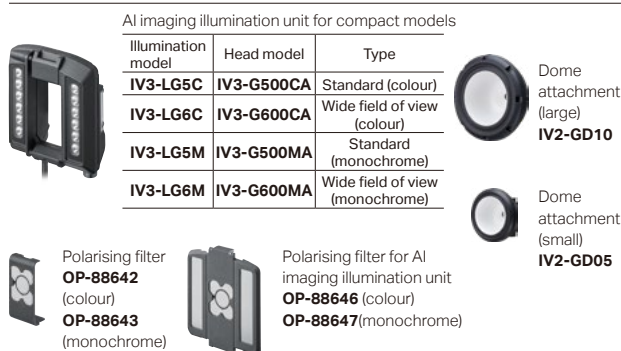 AI imaging illumination unit for compact models
Illumination model Head model Type
IV3-LG5C IV3-G500CA Standard (colour)
IV3-LG6C IV3-G600CA Wide field of view (colour)
IV3-LG5M IV3-G500MA Standard (monochrome)
IV3-LG6M IV3-G600MA Wide field of view (monochrome)
Dome
attachment
(large)
IV2-GD10
Dome
attachment
(small)
IV2-GD05
Polarising filter
OP-88642
(colour)
OP-88643
(monochrome)
Polarising filter for AI
imaging illumination unit
OP-88646 (colour)
OP-88647(monochrome)